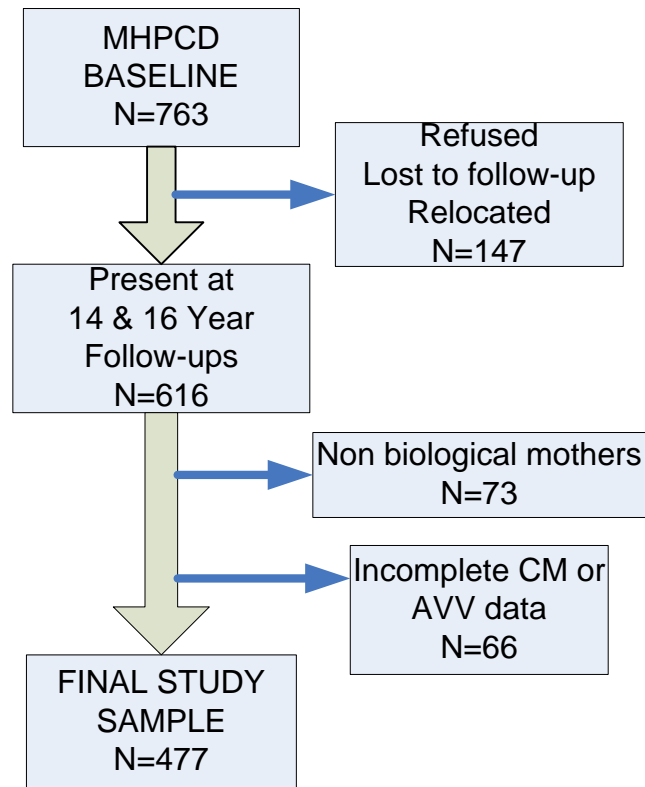 MHPCD
BASELINE
N=763
Refused
Lost to follow-up
Relocated
N=147
Present at
14 & 16 Year
Follow-ups
N=616
Non biological mothers
N=73
Incomplete CM or
AVV data
N=66
FINAL STUDY
SAMPLE
N=477